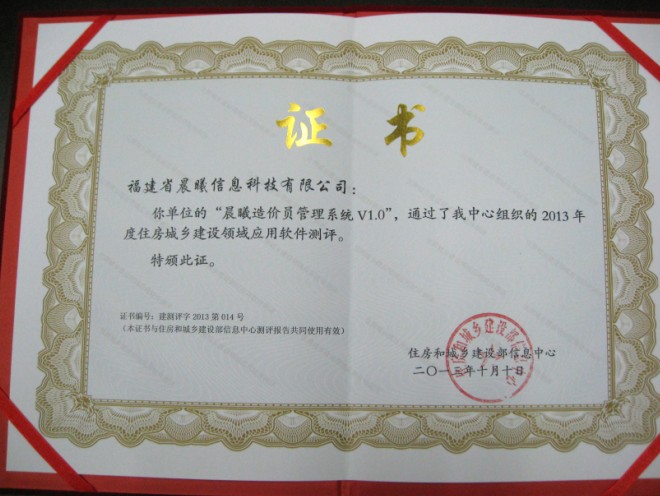 证书
福建省晨曦信息科技有限公司：
你单位的“晨曦造价员管理系统 V1.0”，通过了我中心组织的 2013 年
度住房城乡建设领域应用软件测评。
特颁此证。
证书编号：建测评字 2013 第 014 号
（本证书与住房和城乡建设部信息中心测评报告共同使用有效）
住房和城乡建设部信息中心
二〇一三年十月十日